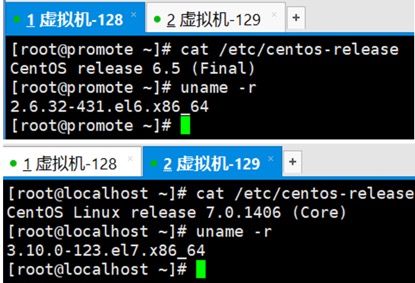 1 虚拟机-128 × 2 虚拟机-129 × +
[root@promote ~]# cat /etc/centos-release
CentOS release 6.5 (Final)
[root@promote ~]# uname -r
2.6.32-431.el6.x86_64
[root@promote ~]#
1 虚拟机-128 × 2 虚拟机-129 × +
[root@localhost ~]# cat /etc/centos-release
CentOS Linux release 7.0.1406 (Core)
[root@localhost ~]# uname -r
3.10.0-123.el7.x86_64
[root@localhost ~]#